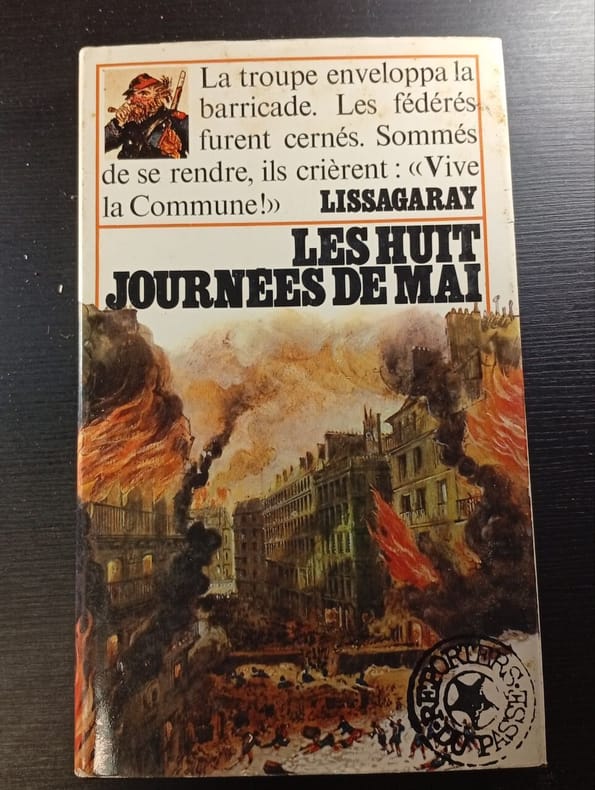 La troupe enveloppa la
barricade. Les fédérés
furent cernés. Sommés
de se rendre, ils crièrent : «Vive
la Commune!» LISSAGARAY
LES HUIT
JOURNÉES DE MAI
REPORTERS
PASSÉ